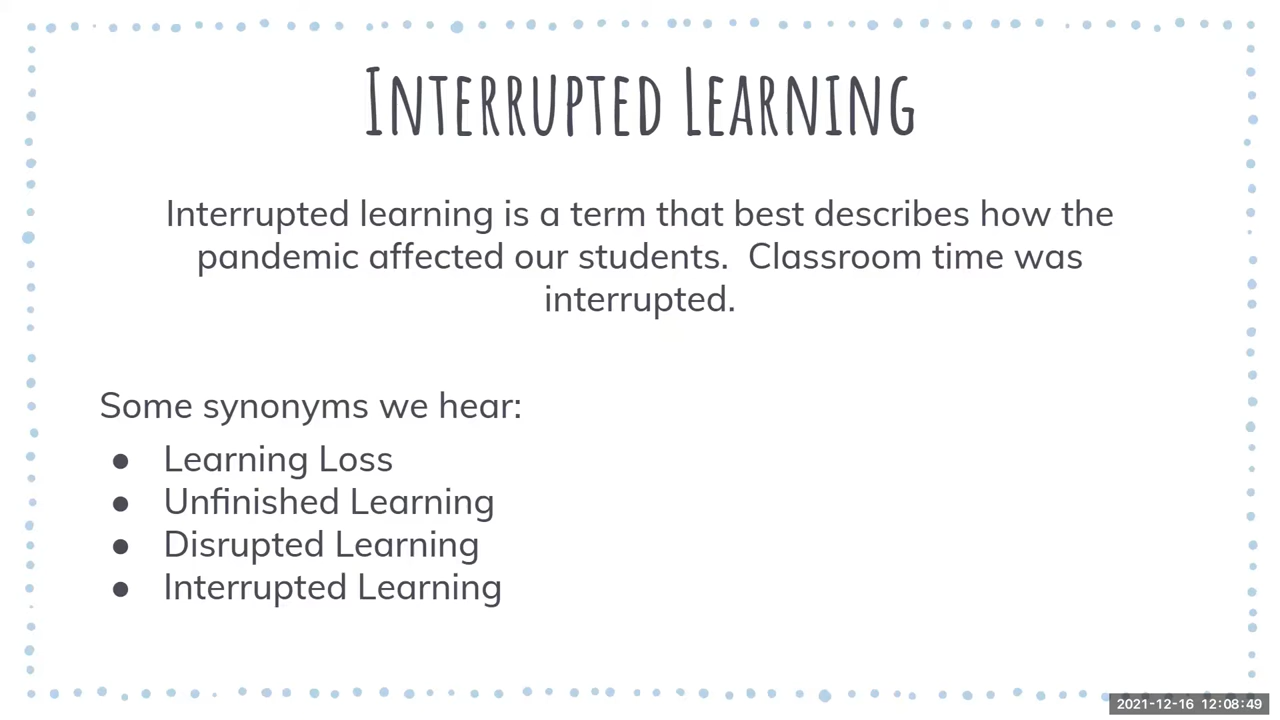 Interrupted Learning
Interrupted learning is a term that best describes how the
pandemic affected our students.  Classroom time was
interrupted.
Some synonyms we hear:
● Learning Loss
● Unfinished Learning
● Disrupted Learning
● Interrupted Learning
2021-12-16 12:08:49